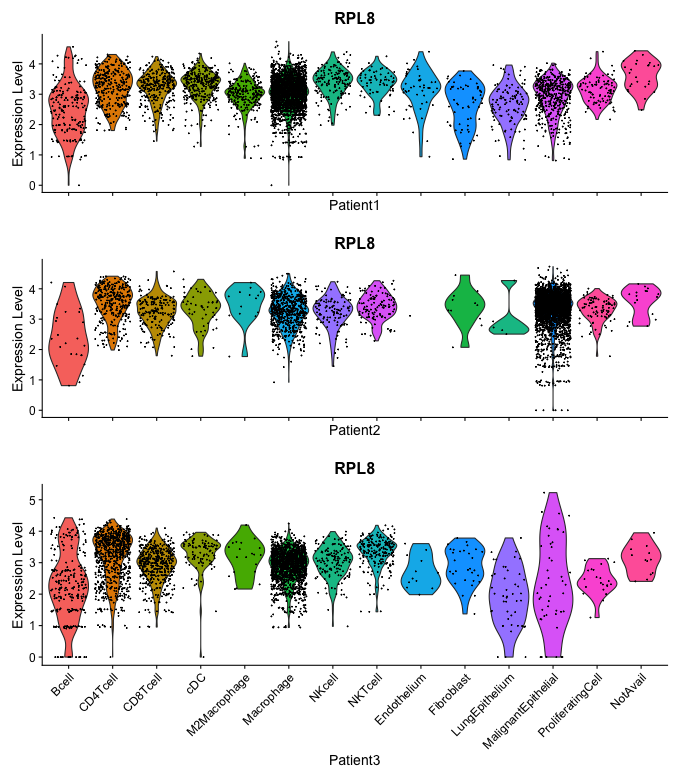 RPL8
Expression Level
4
3
2
1
0
Patient1
RPL8
Expression Level
4
3
2
1
0
Patient2
RPL8
Expression Level
5
4
3
2
1
0
Bcell
CD4Tcell
CD8Tcell
cDC
M2Macrophage
Macrophage
NKcell
NKTcell
Endothelium
Fibroblast
LungEpithelium
MalignantEpithelial
ProliferatingCell
NotAvail
Patient3